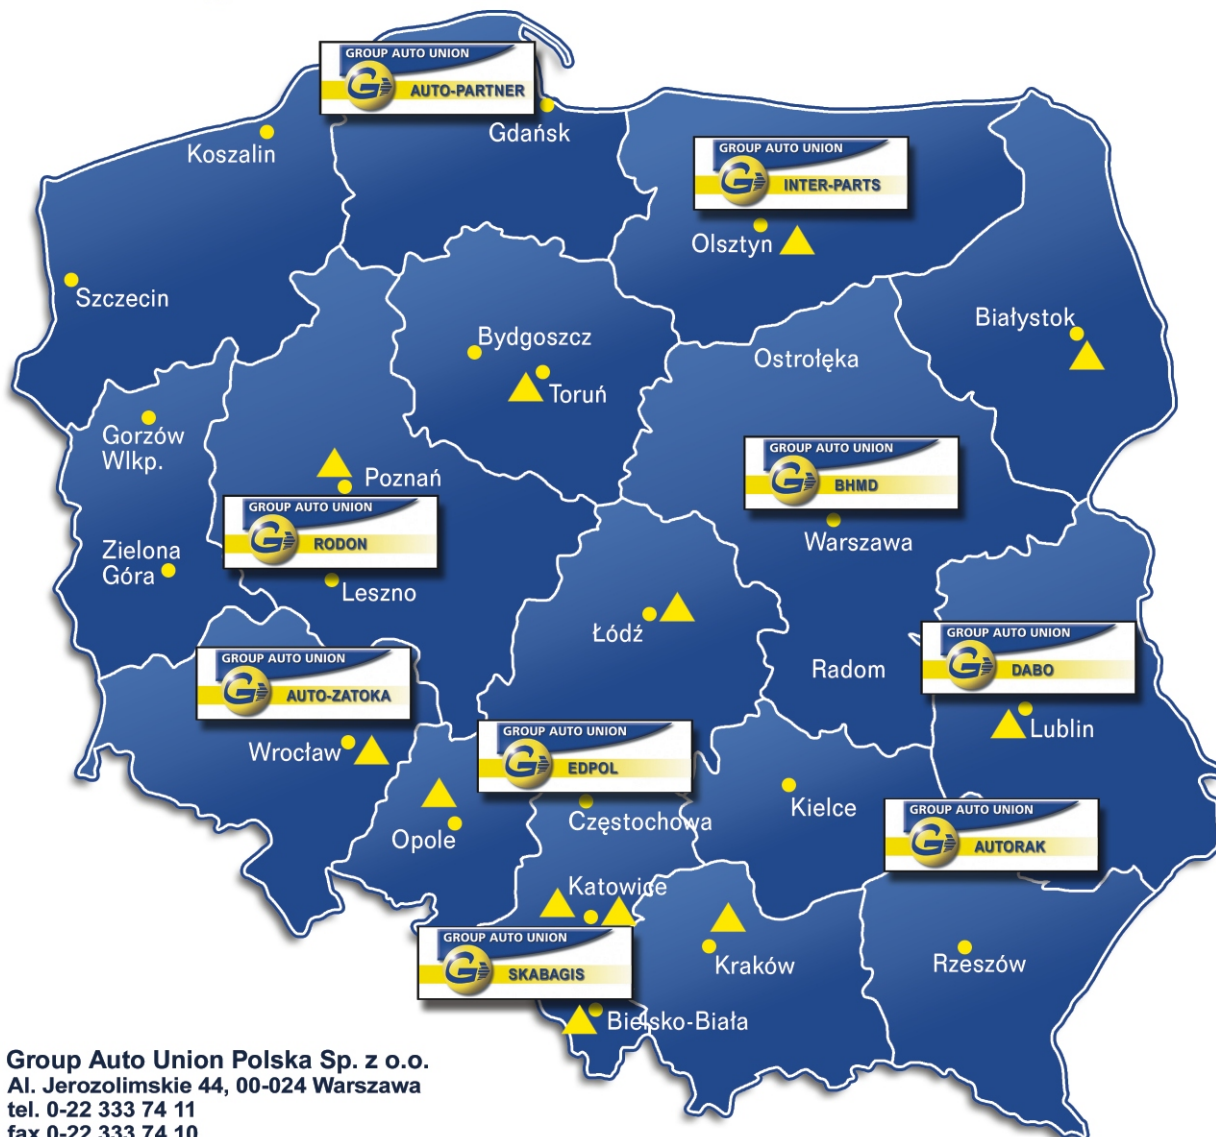 GROUP AUTO UNION
G AUTO-PARTNER
Gdańsk
Koszalin
GROUP AUTO UNION
G INTER-PARTS
Olsztyn
Szczecin
Białystok
Bydgoszcz
Toruń
Ostrołęka
Gorzów
Wlkp.
Poznań
GROUP AUTO UNION
G BHMD
Warszawa
GROUP AUTO UNION
G RODON
Zielona
Góra
Leszno
Łódź
GROUP AUTO UNION
G DABO
Radom
Lublin
GROUP AUTO UNION
G AUTO-ZATOKA
Wrocław
GROUP AUTO UNION
G EDPOL
Częstochowa
Kielce
Opole
GROUP AUTO UNION
G AUTORAK
Katowice
GROUP AUTO UNION
G SKABAGIS
Kraków
Rzeszów
Bielsko-Biała
Group Auto Union Polska Sp. z o.o.
Al. Jerozolimskie 44, 00-024 Warszawa
tel. 0-22 333 74 11
fax 0-22 333 74 10